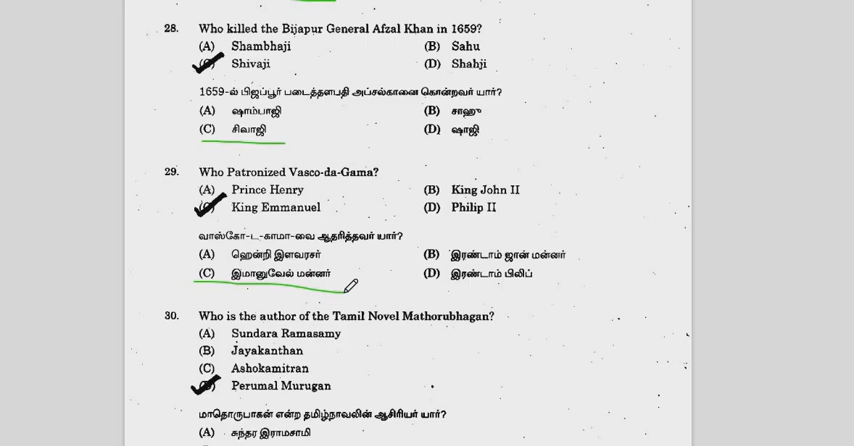 28. Who killed the Bijapur General Afzal Khan in 1659?
(A) Shambhaji (B) Sahu
Shivaji (D) Shahji
1659-ல் பிஜப்பூர் படைத்தளபதி அப்சல்கானை கொன்றவர் யார்?
(A) ஷாம்பாஜி (B) சாஹு
(C) சிவாஜி (D) ஷாஜி
29. Who Patronized Vasco-da-Gama?
(A) Prince Henry (B) King John II
King Emmanuel (D) Philip II
வாஸ்கோ-ட-காமா-வை ஆதரித்தவர் யார்?
(A) ஹென்றி இளவரசர் (B) இரண்டாம் ஜான் மன்னர்
(C) இமானுவேல் மன்னர் (D) இரண்டாம் பிலிப்
30. Who is the author of the Tamil Novel Mathorubhagan?
(A) Sundara Ramasamy
(B) Jayakanthan
(C) Ashokamitran
Perumal Murugan
மாதொருபாகன் என்ற தமிழ்நாவலின் ஆசிரியர் யார்?
(A) சுந்தர இராமசாமி